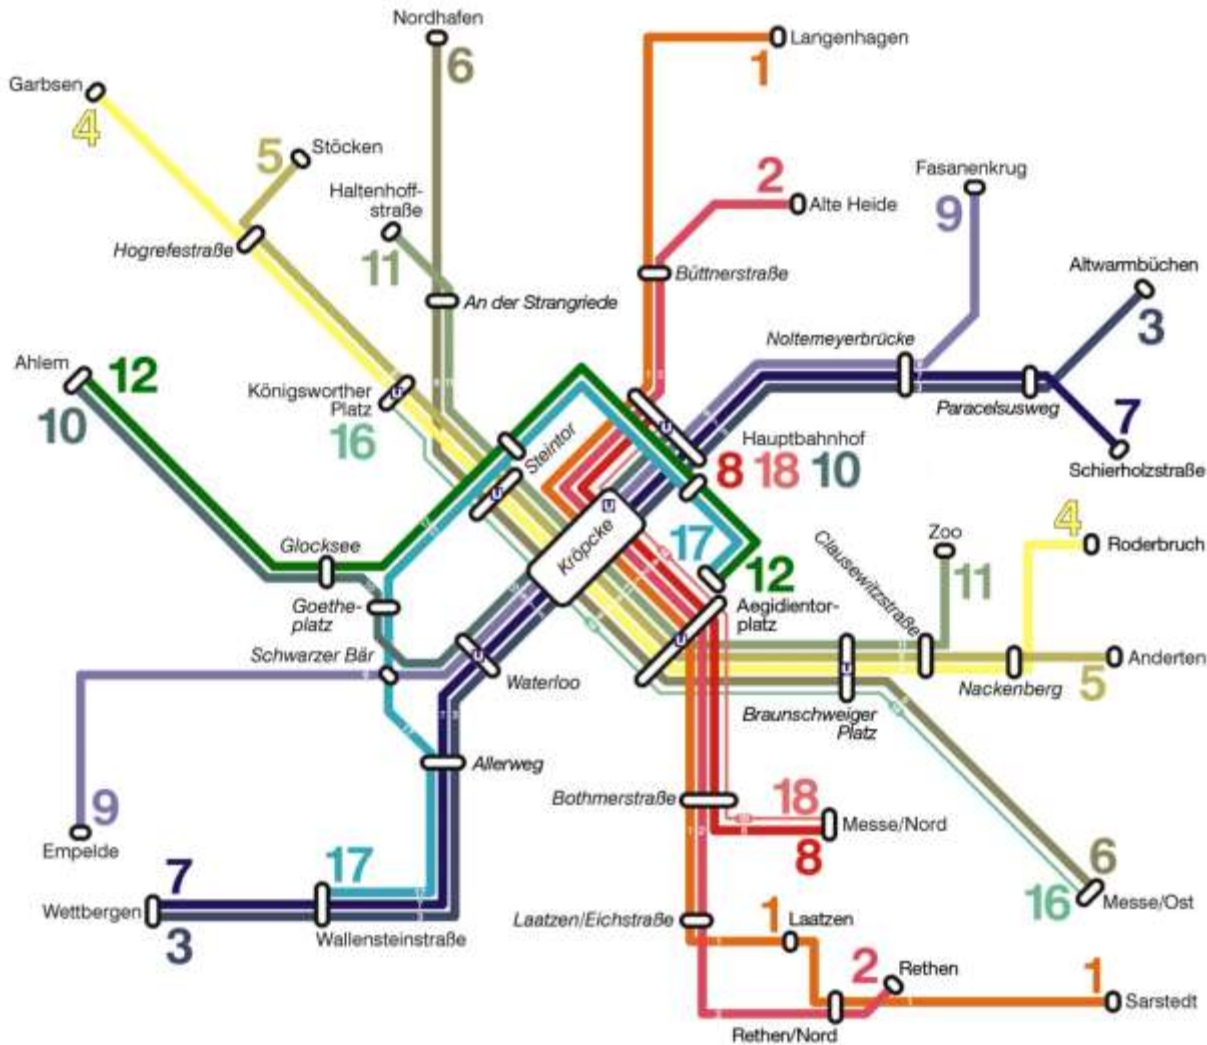 Nordhafen
6
Langenhagen
1
Garbsen
4
Stöcken
5
Haltenhoff-
straße
11
2
Alte Heide
Fasanenkrug
9
Hogrefestraße
An der Strangriede
Büttnerstraße
Altwarmbüchen
3
Noltemeyerbrücke
Ahlem
12
10
Königsworther
Platz
16
U
Paracelsusweg
7
Schierholzstraße
Steintor
U
U
Hauptbahnhof
8 18 10
U
Kröpcke
17
12
Glocksee
Goethe-
platz
Clausewitzstraße
Zoo
11
4
Roderbruch
Aegidientor-
platz
U
Schwarzer Bär
U
Waterloo
U
Braunschweiger
Platz
Nackenberg
Anderten
5
Allerweg
Bothmerstraße
18
Messe/Nord
8
9
Empelde
7
17
Wettbergen
3
Wallensteinstraße
6
16
Messe/Ost
Laatzen/Eichstraße
1
Laatzen
2
Rethen
1
Sarstedt
Rethen/Nord